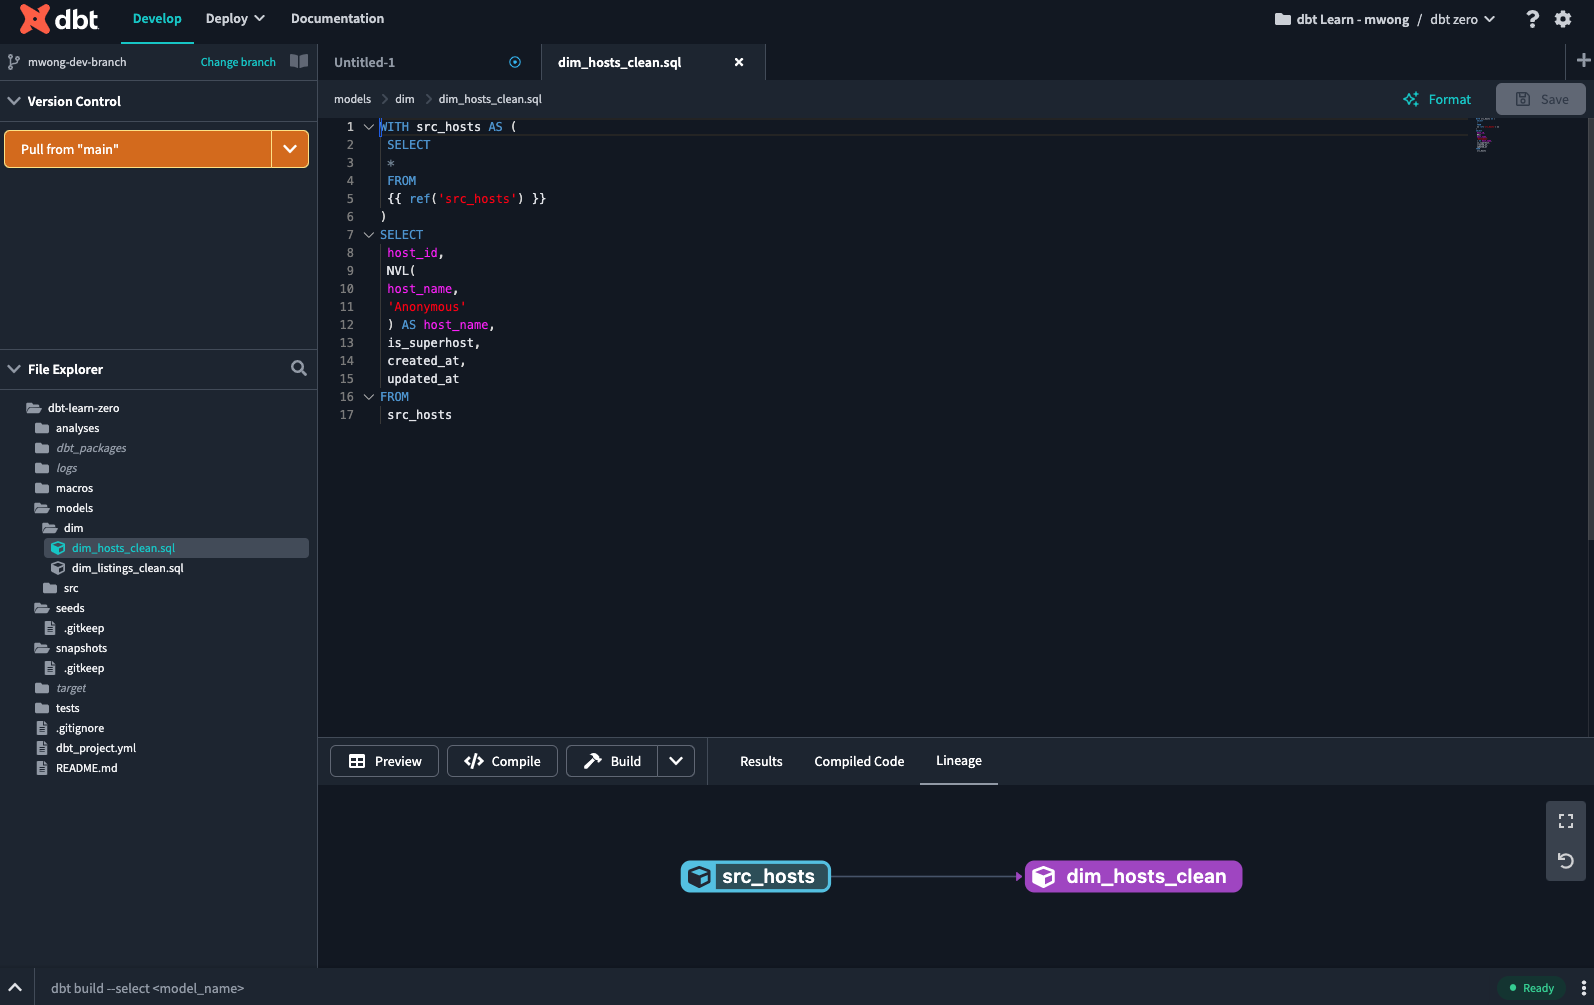 dbt
Develop
Deploy
Documentation
dbt Learn - mwong / dbt zero
?
mwong-dev-branch
Change branch
Untitled-1
dim_hosts_clean.sql
Version Control
models
dim
dim_hosts_clean.sql
Format
Save
Pull from "main"
1 WITH src_hosts AS (
2 SELECT
3 *
4 FROM
5 {{ ref('src_hosts') }}
6 )
7 SELECT
8 host_id,
9 NVL(
10 host_name,
11 'Anonymous'
12 ) AS host_name,
13 is_superhost,
14 created_at,
15 updated_at
16 FROM
17 src_hosts
File Explorer
dbt-learn-zero
analyses
dbt_packages
logs
macros
models
dim
dim_hosts_clean.sql
dim_listings_clean.sql
src
seeds
.gitkeep
snapshots
.gitkeep
target
tests
.gitignore
dbt_project.yml
README.md
Preview
Compile
Build
Results
Compiled Code
Lineage
src_hosts
dim_hosts_clean
dbt build --select <model_name>
Ready